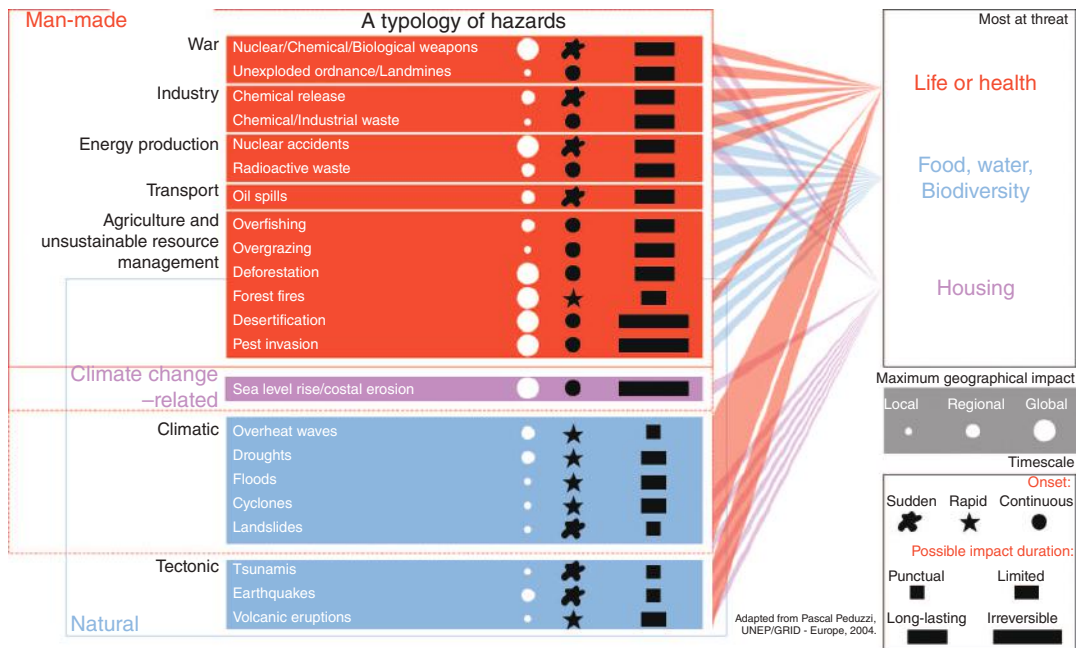 Man-made
A typology of hazards
War
Nuclear/Chemical/Biological weapons
Unexploded ordnance/Landmines
Industry
Chemical release
Chemical/Industrial waste
Energy production
Nuclear accidents
Radioactive waste
Transport
Oil spills
Agriculture and
unsustainable resource
management
Overfishing
Overgrazing
Deforestation
Forest fires
Desertification
Pest invasion
Climate change
–related
Sea level rise/costal erosion
Climatic
Overheat waves
Droughts
Floods
Cyclones
Landslides
Tectonic
Tsunamis
Earthquakes
Volcanic eruptions
Natural
Most at threat
Life or health
Food, water,
Biodiversity
Housing
Maximum geographical impact
Local Regional Global
Timescale
Onset:
Sudden Rapid Continuous
Possible impact duration:
Punctual Limited
Long-lasting Irreversible
Adapted from Pascal Peduzzi,
UNEP/GRID - Europe, 2004.